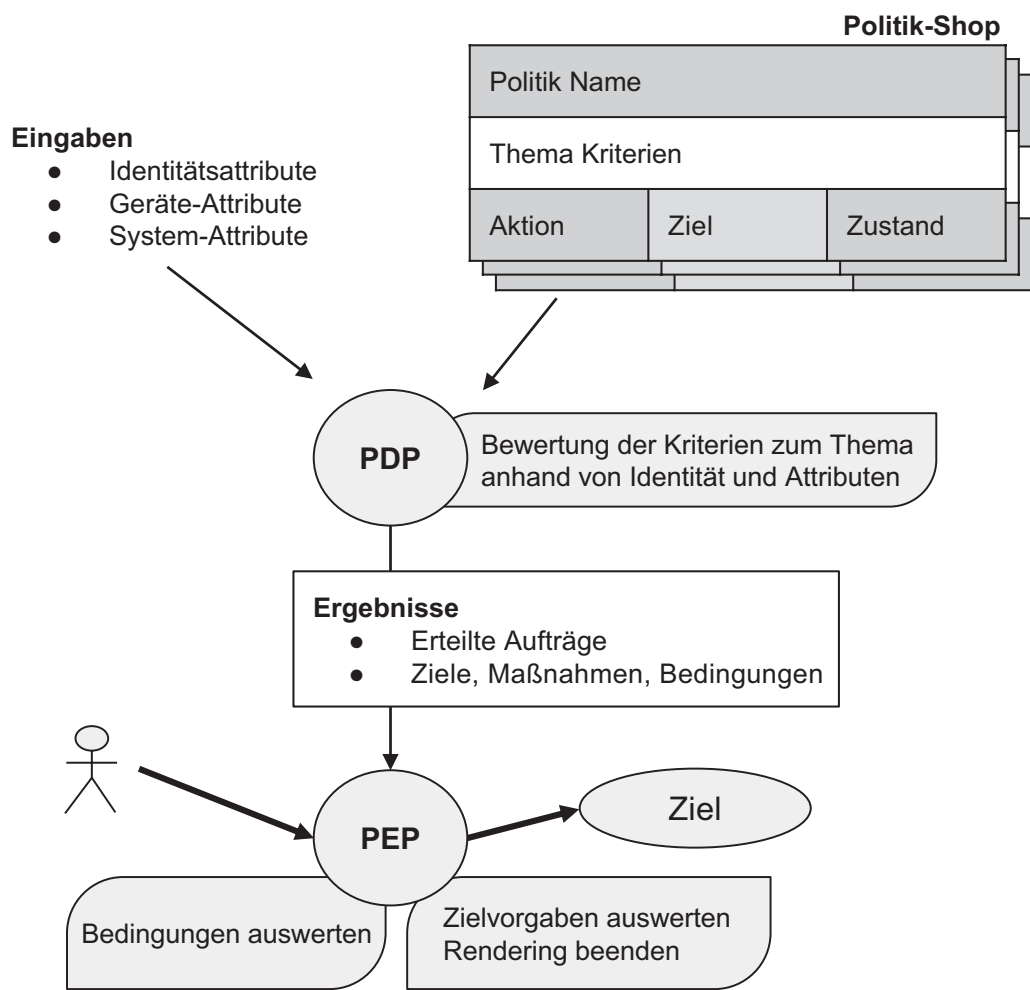 Politik-Shop
Politik Name
Thema Kriterien
Aktion
Ziel
Zustand
Eingaben
● Identitätsattribute
● Geräte-Attribute
● System-Attribute
PDP
Bewertung der Kriterien zum Thema
anhand von Identität und Attributen
Ergebnisse
● Erteilte Aufträge
● Ziele, Maßnahmen, Bedingungen
PEP
Ziel
Bedingungen auswerten
Zielvorgaben auswerten
Rendering beenden